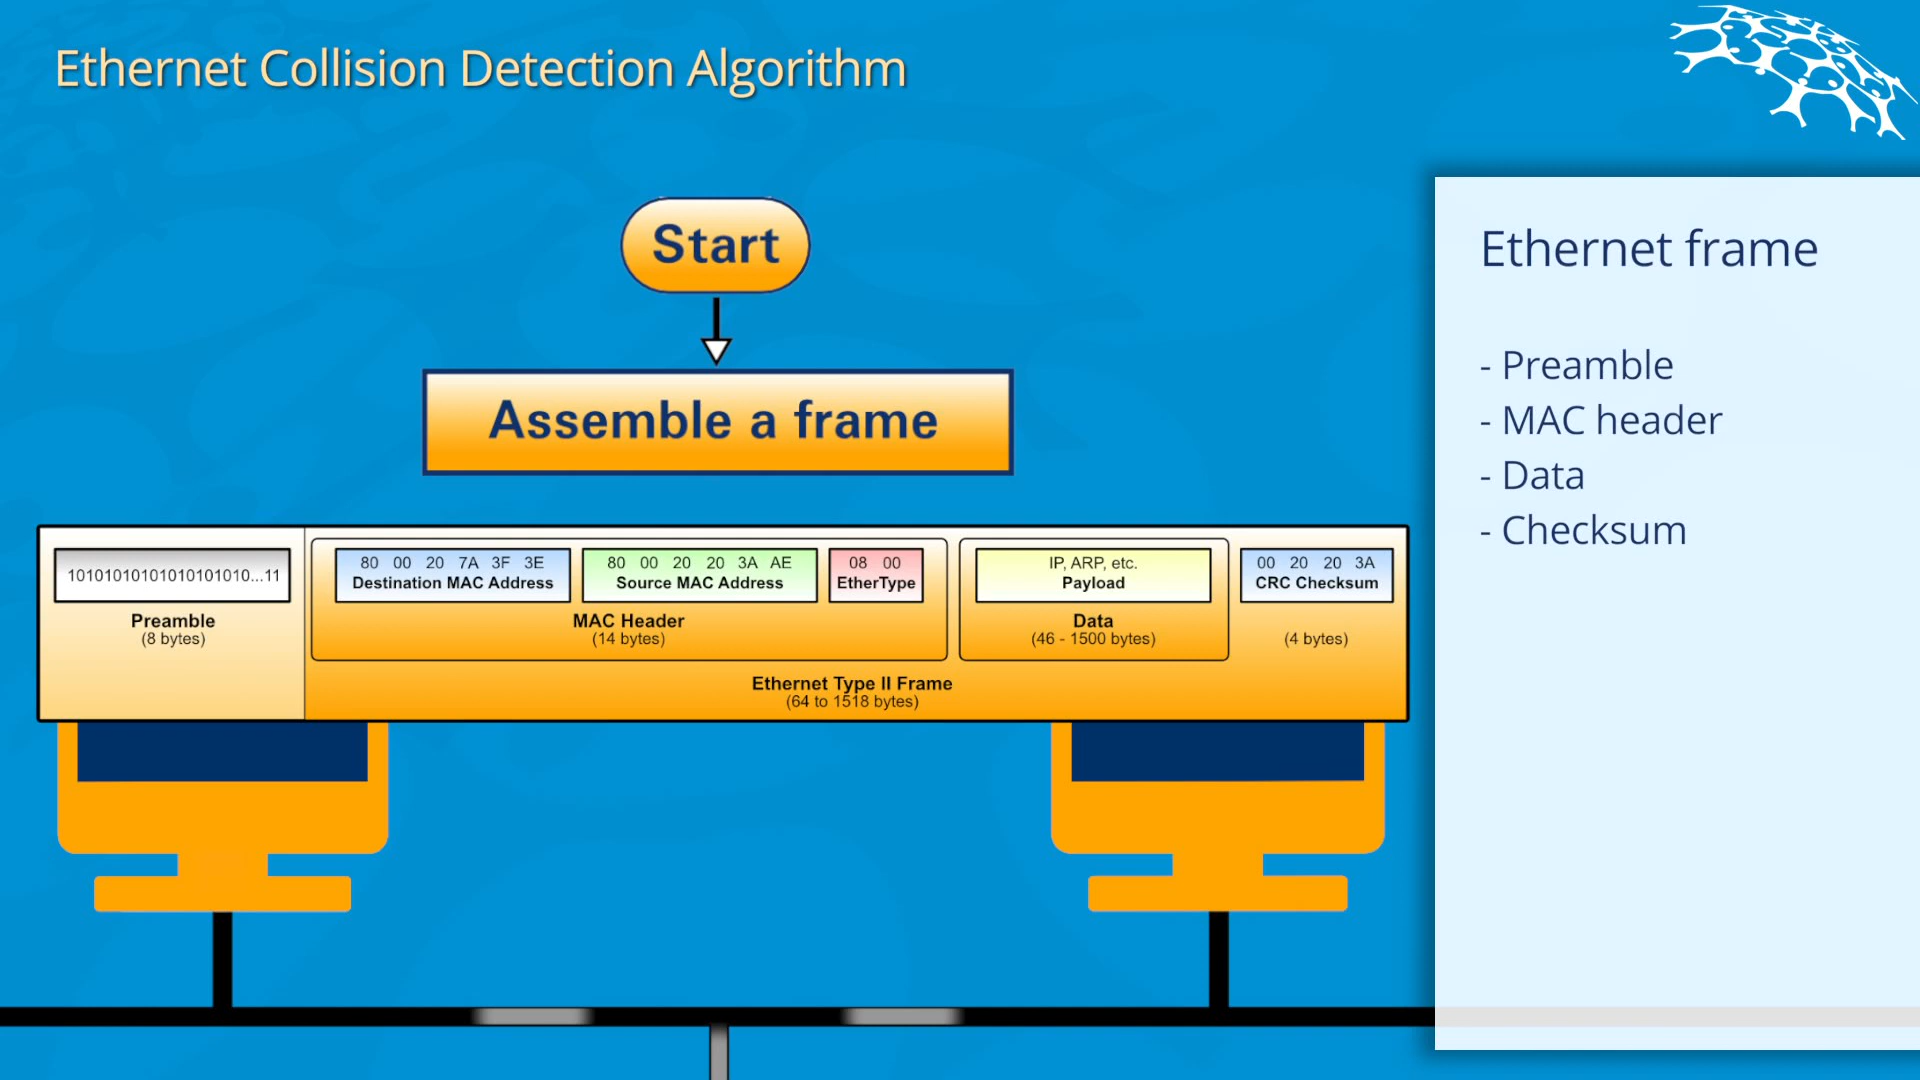 Ethernet Collision Detection Algorithm
Start
Assemble a frame
10101010101010101010...11
Preamble
(8 bytes)
80 00 20 7A 3F 3E
Destination MAC Address
80 00 20 20 3A AE
Source MAC Address
08 00
EtherType
MAC Header
(14 bytes)
IP, ARP, etc.
Payload
Data
(46 - 1500 bytes)
00 20 20 3A
CRC Checksum
(4 bytes)
Ethernet Type II Frame
(64 to 1518 bytes)
Ethernet frame
- Preamble
- MAC header
- Data
- Checksum